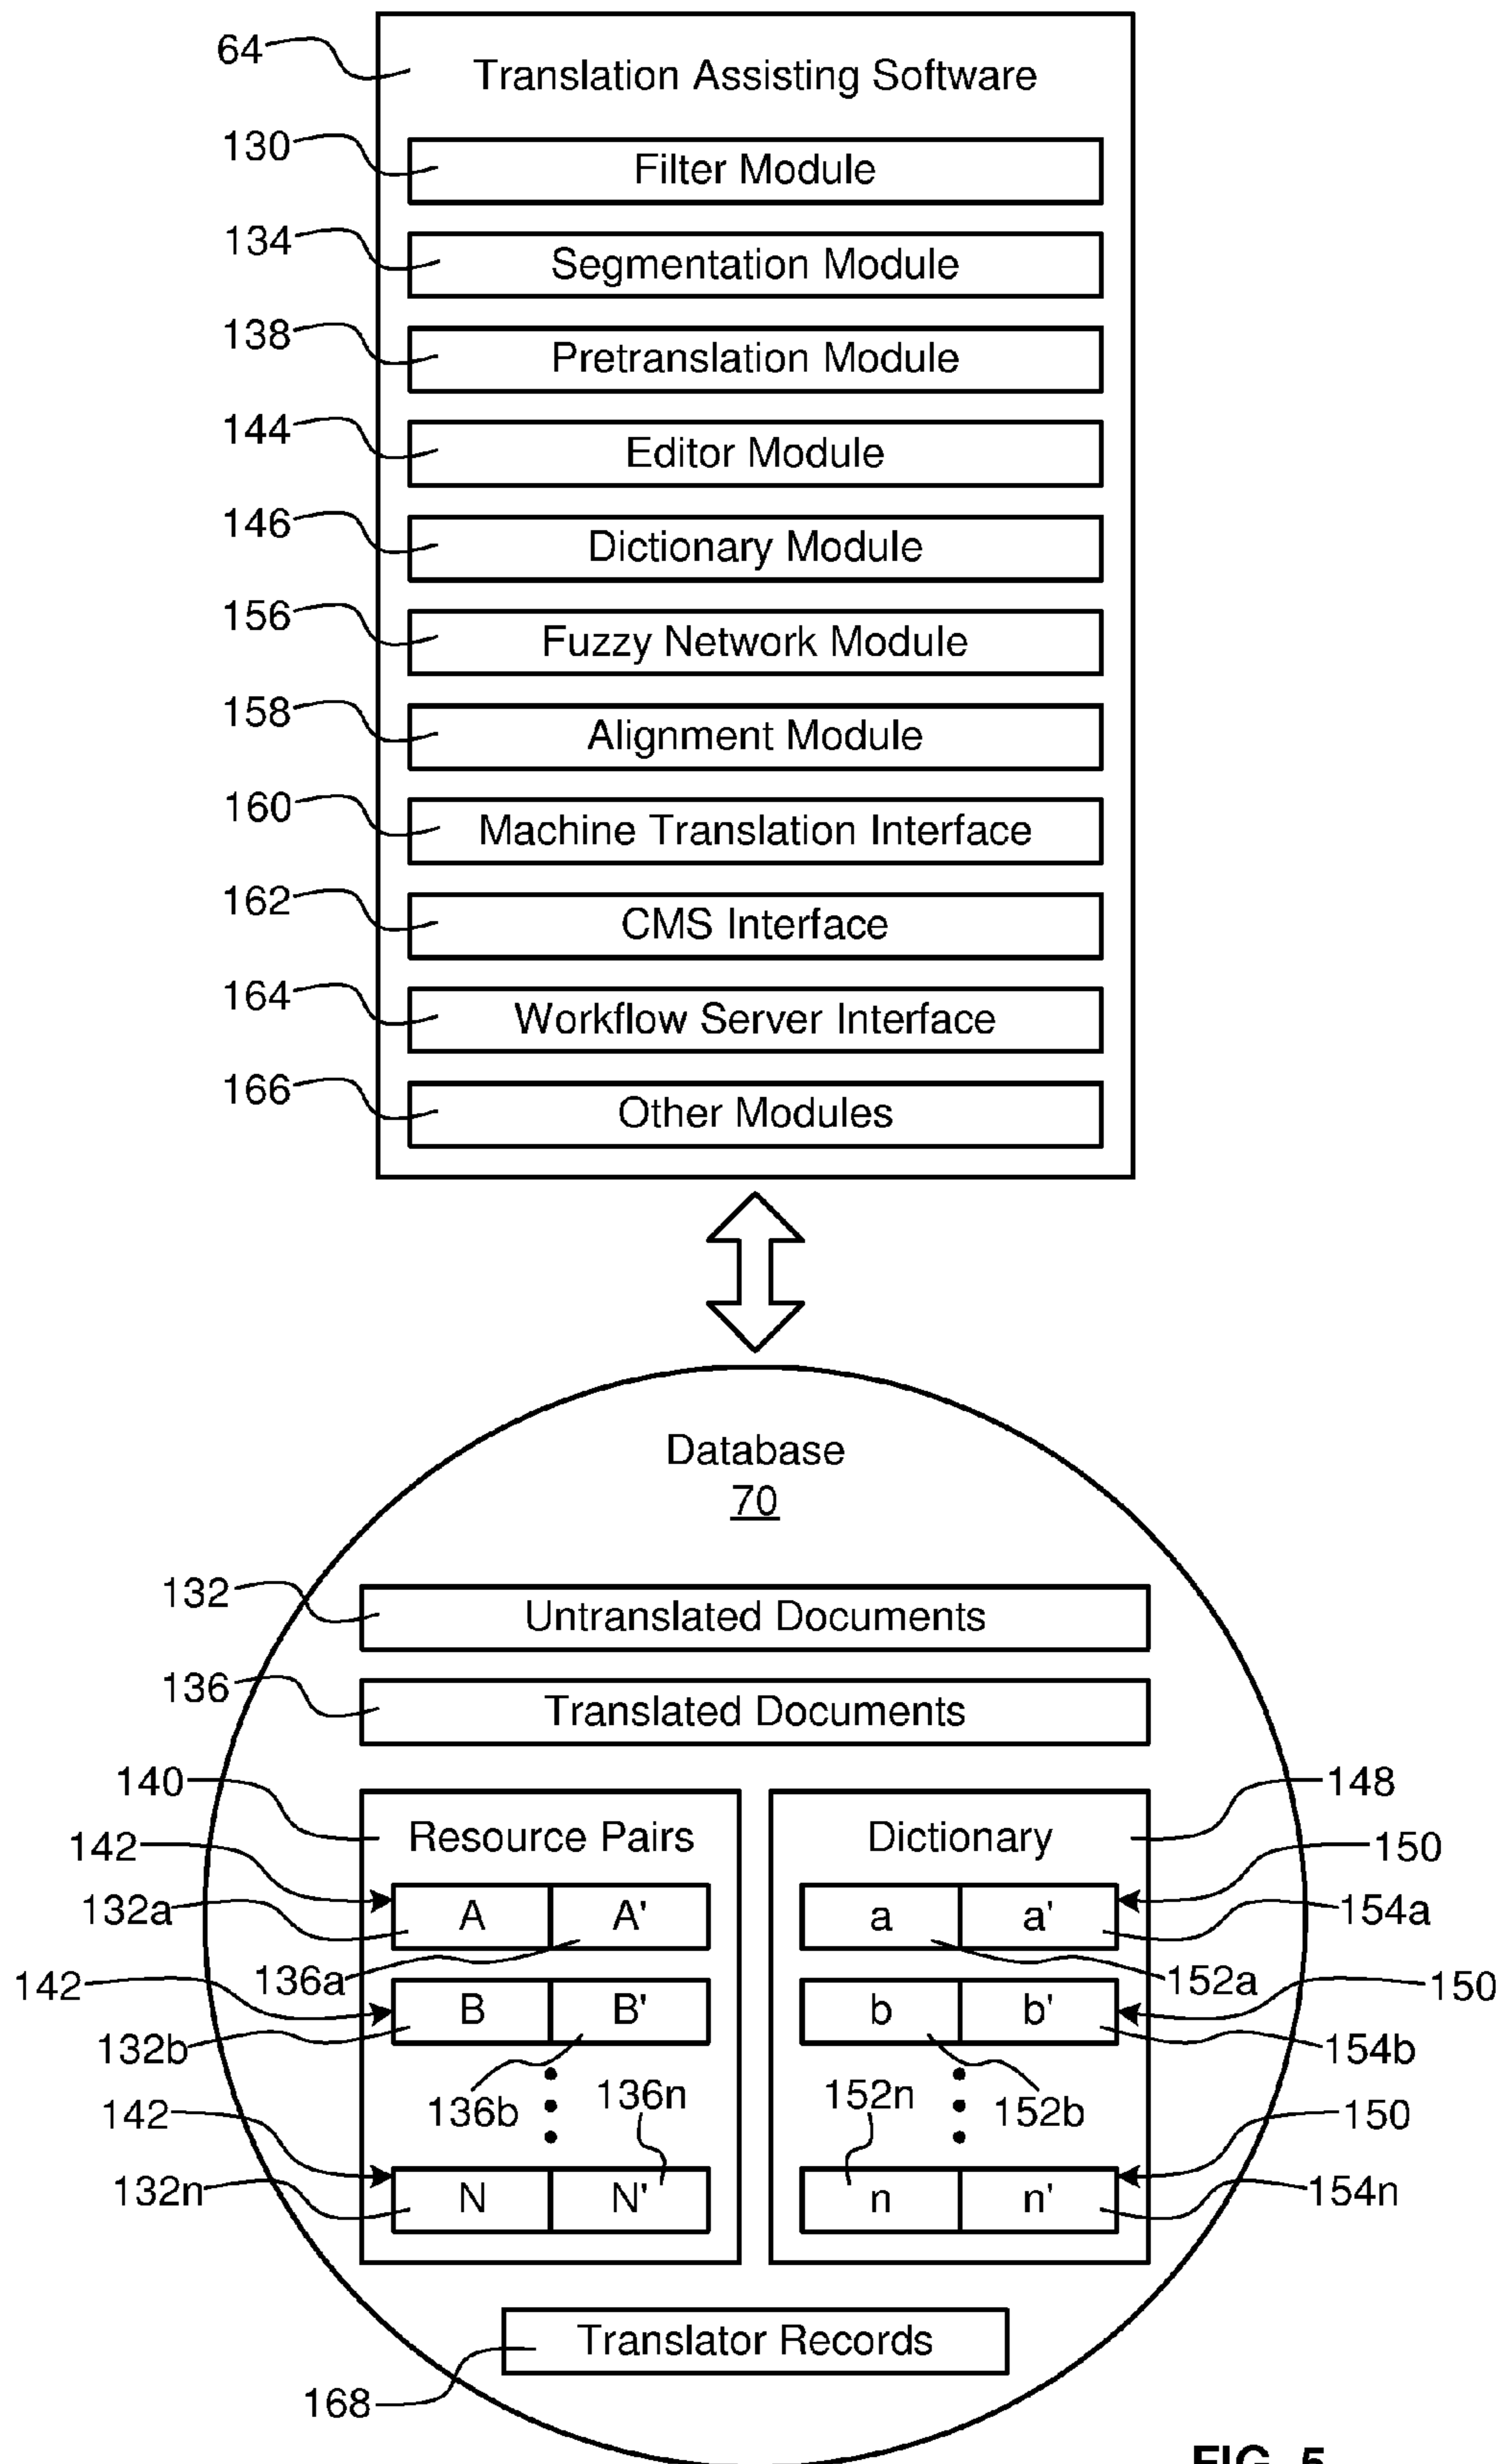 64
Translation Assisting Software
130
Filter Module
134
Segmentation Module
138
Pretranslation Module
144
Editor Module
146
Dictionary Module
156
Fuzzy Network Module
158
Alignment Module
160
Machine Translation Interface
162
CMS Interface
164
Workflow Server Interface
166
Other Modules
Database
70
132
Untranslated Documents
136
Translated Documents
140
Resource Pairs
Dictionary
148
142
150
132a
A A'
a a'
154a
142
136a
152a
150
B B'
b b'
132b
154b
136b
136n
152n
152b
142
150
132n
N N'
n n'
154n
Translator Records
168
FIG. 5